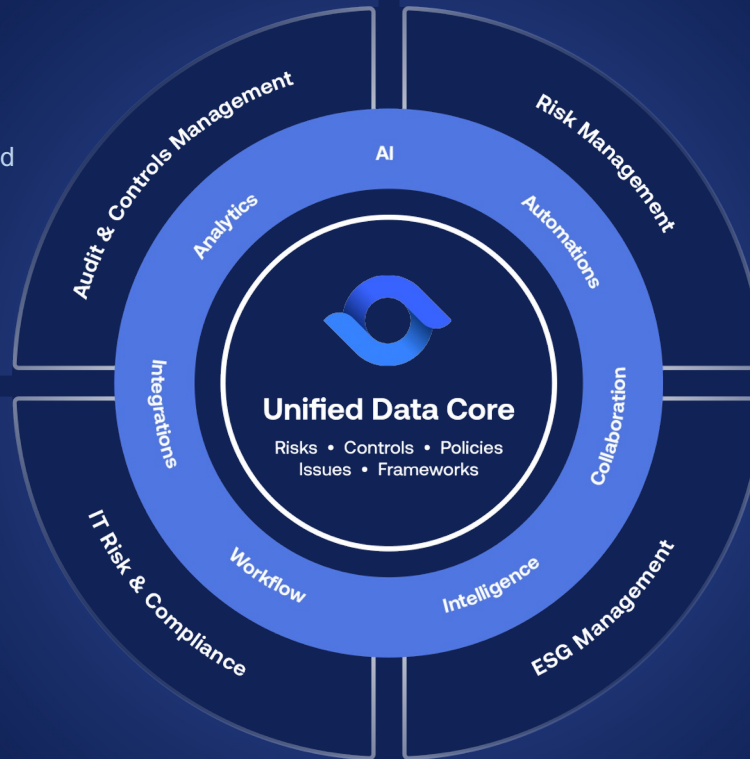 Audit & Controls Management
Risk Management
d
AI
Analytics
Automations
Integrations
Collaboration
Unified Data Core
Risks • Controls • Policies
Issues • Frameworks
Workflow
Intelligence
IT Risk & Compliance
ESG Management